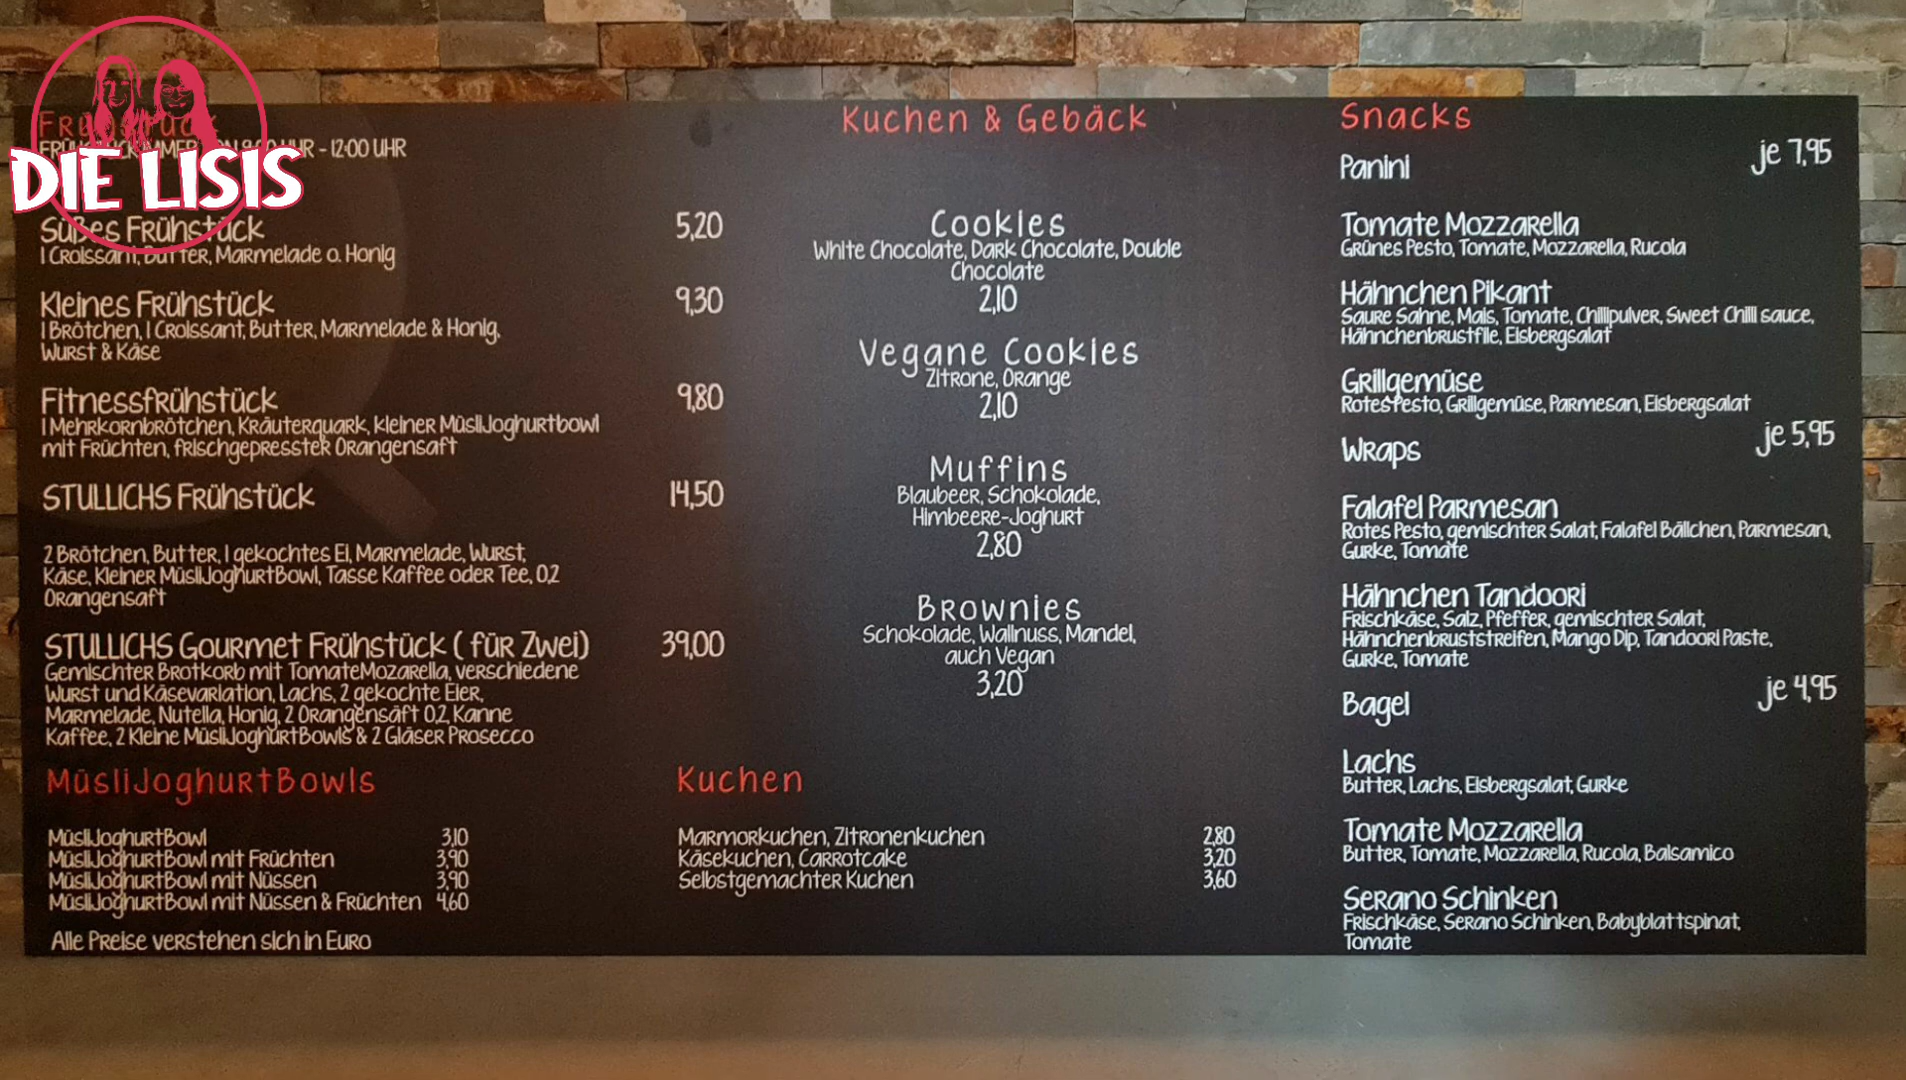 DIE LISIS
- 12:00 UHR
Süßes Frühstück 5,20
1 Croissant, Butter, Marmelade o. Honig
Kleines Frühstück 9,30
1 Brötchen, 1 Croissant, Butter, Marmelade & Honig,
Wurst & Käse
Fitnessfrühstück 9,80
1 Mehrkornbrötchen, Kräuterquark, kleiner MüsliJoghurtbowl
mit Früchten, frischgepresster Orangensaft
STULLICHS Frühstück 14,50
2 Brötchen, Butter, 1 gekochtes Ei, Marmelade, Wurst,
Käse, Kleiner MüsliJoghurtBowl, Tasse Kaffee oder Tee, 0,2
Orangensaft
STULLICHS Gourmet Frühstück ( für Zwei) 39,00
Gemischter Brotkorb mit TomateMozarella, verschiedene
Wurst und Käsevariation, Lachs, 2 gekochte Eier,
Marmelade, Nutella, Honig, 2 Orangensäft 0,2, Kanne
Kaffee, 2 Kleine MüsliJoghurtBowls & 2 Gläser Prosecco
MüsliJoghurtBowls
MüsliJoghurtBowl 3,10
MüsliJoghurtBowl mit Früchten 3,90
MüsliJoghurtBowl mit Nüssen 3,90
MüsliJoghurtBowl mit Nüssen & Früchten 4,60
Alle Preise verstehen sich in Euro
Kuchen & Gebäck
Cookies
White Chocolate, Dark Chocolate, Double
Chocolate
2,10
Vegane Cookies
Zitrone, Orange
2,10
Muffins
Blaubeer, Schokolade,
Himbeere-Joghurt
2,80
Brownies
Schokolade, Wallnuss, Mandel,
auch Vegan
3,20
Kuchen
Marmorkuchen, Zitronenkuchen 2,80
Käsekuchen, Carrotcake 3,20
Selbstgemachter Kuchen 3,60
Snacks
Panini je 7,95
Tomate Mozzarella
Grünes Pesto, Tomate, Mozzarella, Rucola
Hähnchen Pikant
Saure Sahne, Mais, Tomate, Chillipulver, Sweet Chilli sauce,
Hähnchenbrustfile, Eisbergsalat
Grillgemüse
RotesPesto, Grillgemüse, Parmesan, Eisbergsalat
Wraps je 5,95
Falafel Parmesan
Rotes Pesto, gemischter Salat, Falafel Bällchen, Parmesan,
Gurke, Tomate
Hähnchen Tandoori
Frischkäse, Salz, Pfeffer, gemischter Salat,
Hähnchenbruststreifen, Mango Dip, Tandoori Paste,
Gurke, Tomate
Bagel je 4,95
Lachs
Butter, Lachs, Eisbergsalat, Gurke
Tomate Mozzarella
Butter, Tomate, Mozzarella, Rucola, Balsamico
Serano Schinken
Frischkäse, Serano Schinken, Babyblattspinat,
Tomate